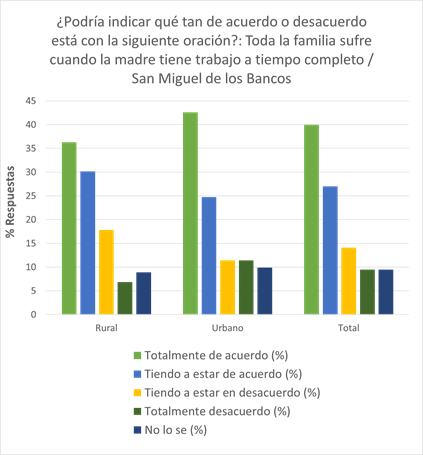 ¿Podría indicar qué tan de acuerdo o desacuerdo
está con la siguiente oración?: Toda la familia sufre
cuando la madre tiene trabajo a tiempo completo /
San Miguel de los Bancos
% Respuestas
45
40
35
30
25
20
15
10
5
0
Rural Urbano Total
Totalmente de acuerdo (%)
Tiendo a estar de acuerdo (%)
Tiendo a estar en desacuerdo (%)
Totalmente desacuerdo (%)
No lo se (%)